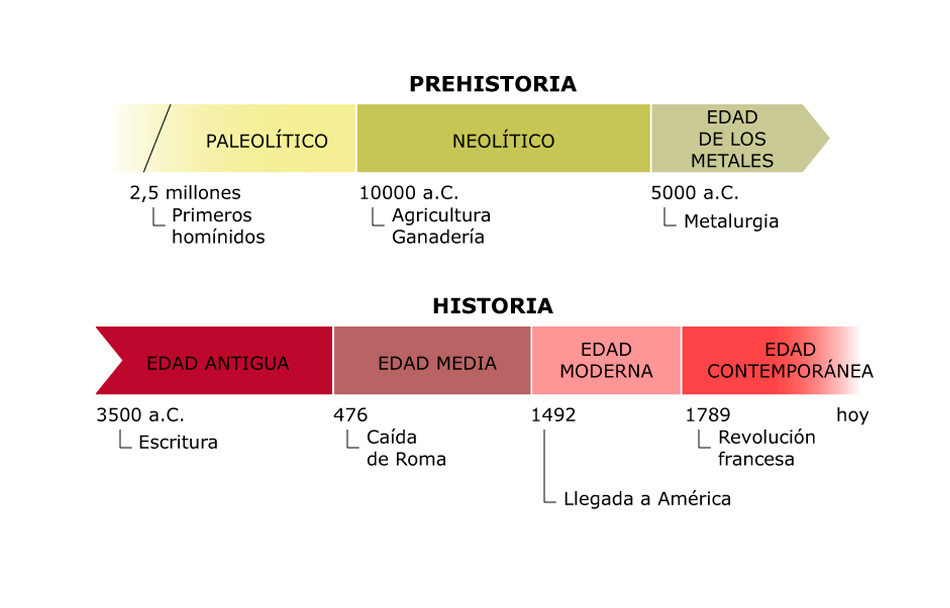 PREHISTORIA
PALEOLÍTICO
NEOLÍTICO
EDAD
DE LOS
METALES
2,5 millones
Primeros
homínidos
10000 a.C.
Agricultura
Ganadería
5000 a.C.
Metalurgia
HISTORIA
EDAD ANTIGUA
EDAD MEDIA
EDAD
MODERNA
EDAD
CONTEMPORÁNEA
3500 a.C.
Escritura
476
Caída
de Roma
1492
Llegada a América
1789
Revolución
francesa
hoy